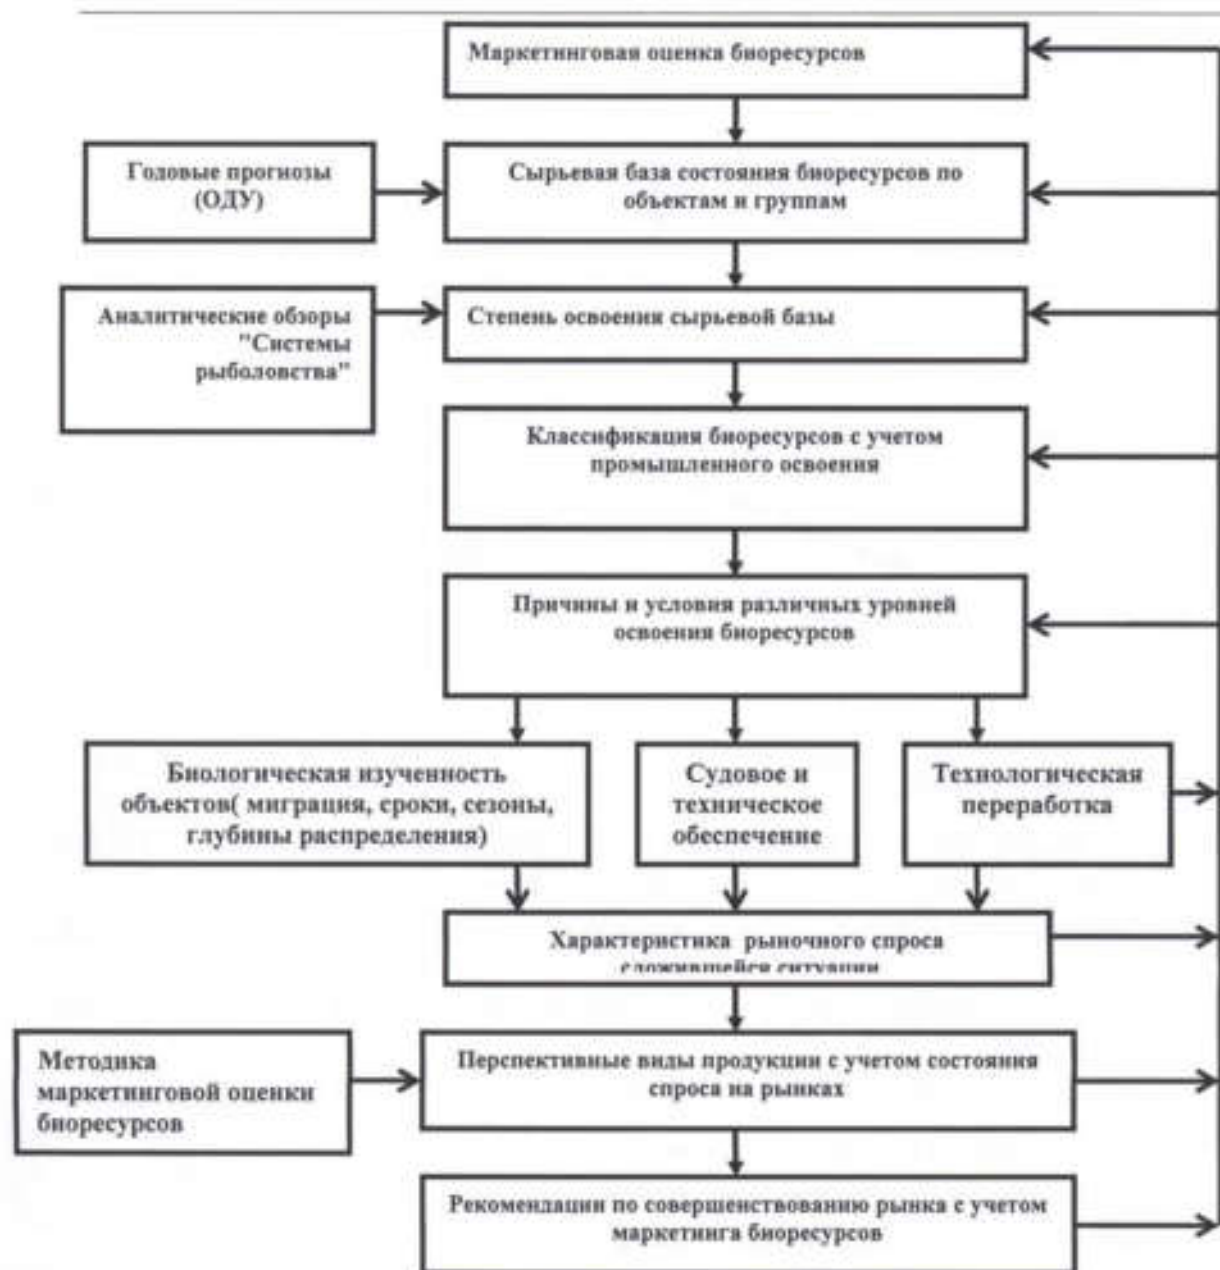 Маркетинговая оценка биоресурсов
Годовые прогнозы
(ОДУ)
Сырьевая база состояния биоресурсов по
объектам и группам
Аналитические обзоры
"Системы
рыболовства"
Степень освоения сырьевой базы
Классификация биоресурсов с учетом
промышленного освоения
Причины и условия различных уровней
освоения биоресурсов
Биологическая изученность
объектов( миграция, сроки, сезоны,
глубины распределения)
Судовое и
техническое
обеспечение
Технологическая
переработка
Характеристика рыночного спроса
сложившейся ситуации
Методика
маркетинговой оценки
биоресурсов
Перспективные виды продукции с учетом состояния
спроса на рынках
Рекомендации по совершенствованию рынка с учетом
маркетинга биоресурсов